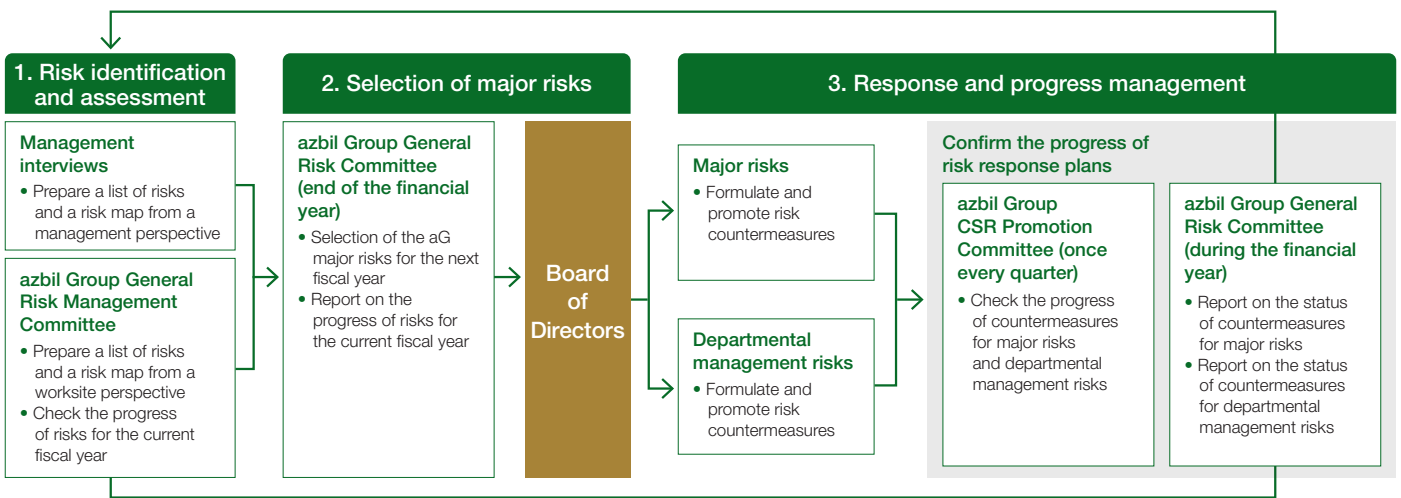 1. Risk identification
and assessment
Management
interviews
• Prepare a list of risks
and a risk map from a
management perspective
azbil Group General
Risk Management
Committee
• Prepare a list of risks
and a risk map from a
worksite perspective
• Check the progress
of risks for the current
fiscal year
2. Selection of major risks
azbil Group General
Risk Committee
(end of the financial
year)
• Selection of the aG
major risks for the next
fiscal year
• Report on the
progress of risks for
the current fiscal year
Board
of
Directors
3. Response and progress management
Major risks
• Formulate and
promote risk
countermeasures
Departmental
management risks
• Formulate and
promote risk
countermeasures
Confirm the progress of
risk response plans
azbil Group
CSR Promotion
Committee (once
every quarter)
• Check the progress
of countermeasures
for major risks
and departmental
management risks
azbil Group General
Risk Committee
(during the financial
year)
• Report on the status
of countermeasures
for major risks
• Report on the status
of countermeasures
for departmental
management risks